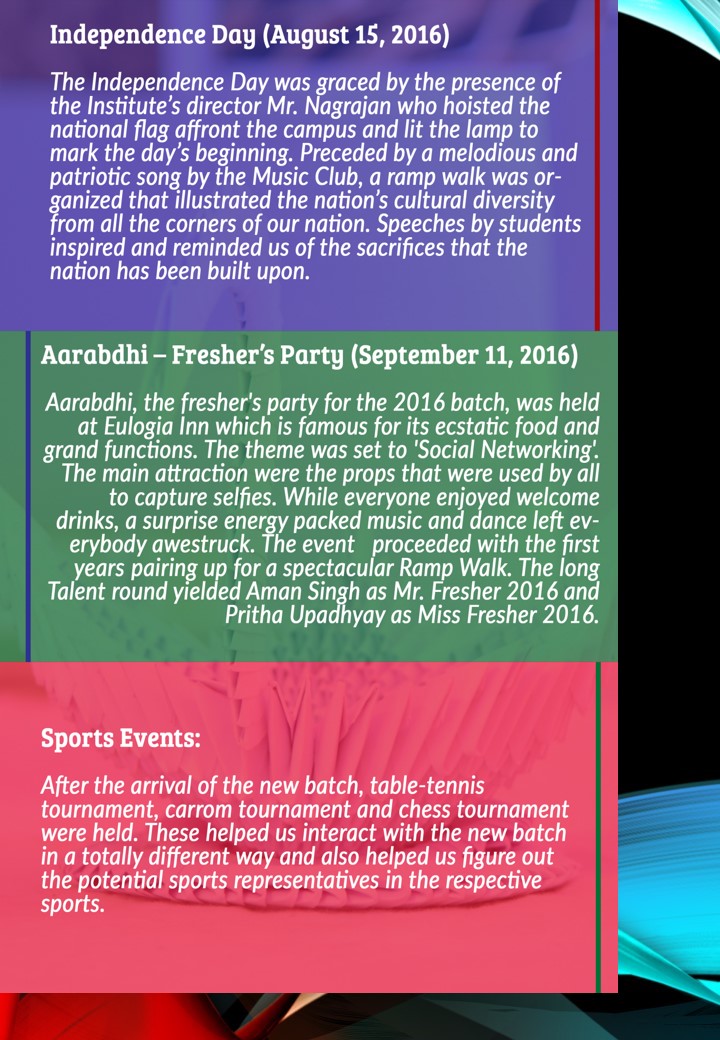 Independence Day (August 15, 2016)
The Independence Day was graced by the presence of
the Institute’s director Mr. Nagrajan who hoisted the
national flag affront the campus and lit the lamp to
mark the day’s beginning. Preceded by a melodious and
patriotic song by the Music Club, a ramp walk was or-
ganized that illustrated the nation’s cultural diversity
from all the corners of our nation. Speeches by students
inspired and reminded us of the sacrifices that the
nation has been built upon.
Aarabdhi – Fresher’s Party (September 11, 2016)
Aarabdhi, the fresher's party for the 2016 batch, was held
at Eulogia Inn which is famous for its ecstatic food and
grand functions. The theme was set to 'Social Networking'.
The main attraction were the props that were used by all
to capture selfies. While everyone enjoyed welcome
drinks, a surprise energy packed music and dance left ev-
erybody awestruck. The event proceeded with the first
years pairing up for a spectacular Ramp Walk. The long
Talent round yielded Aman Singh as Mr. Fresher 2016 and
Pritha Upadhyay as Miss Fresher 2016.
Sports Events:
After the arrival of the new batch, table-tennis
tournament, carrom tournament and chess tournament
were held. These helped us interact with the new batch
in a totally different way and also helped us figure out
the potential sports representatives in the respective
sports.